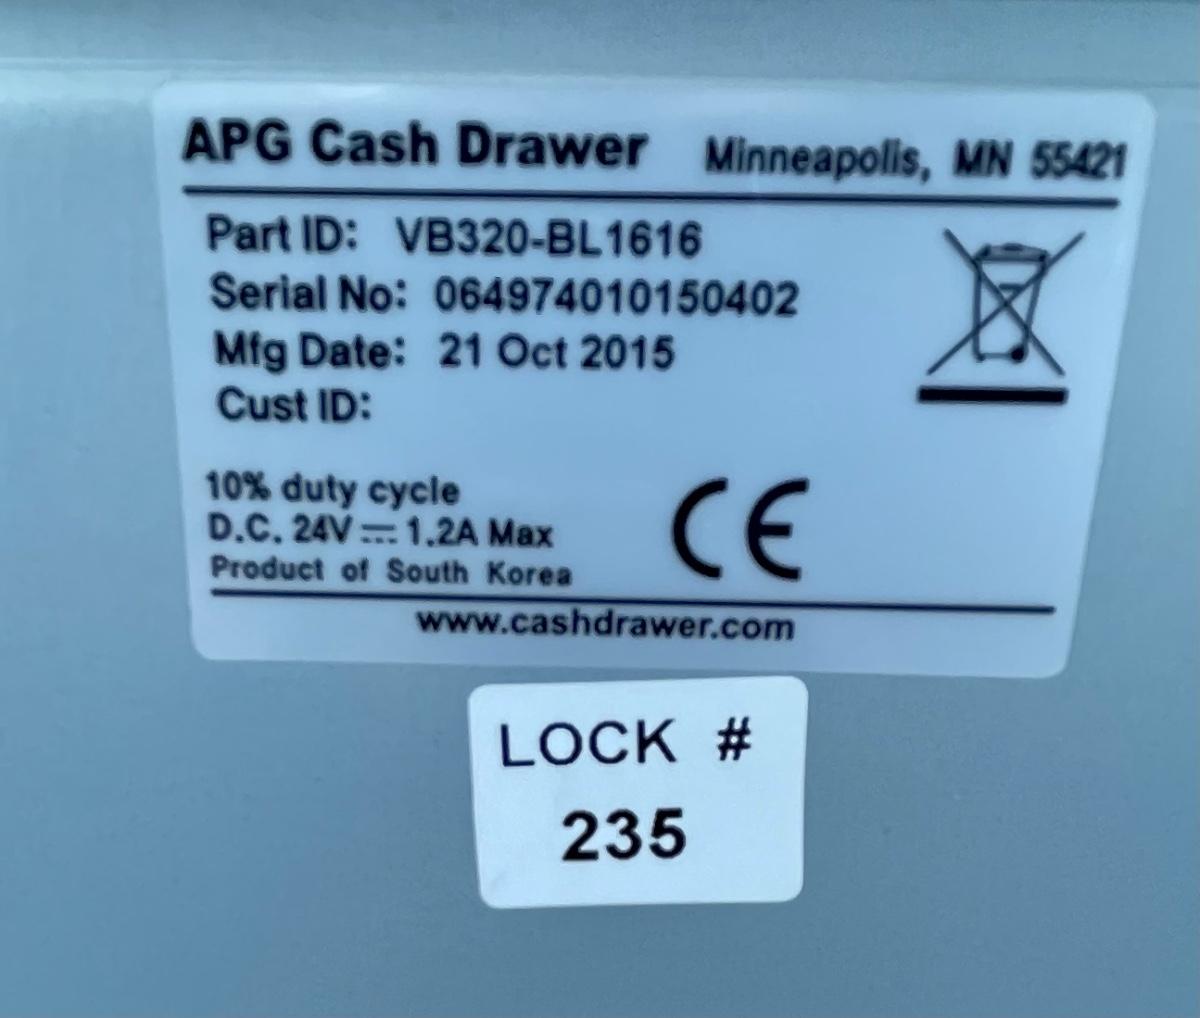 APG Cash Drawer Minneapolis, MN 55421
Part ID: VB320-BL1616
Serial No: 064974010150402
Mfg Date: 21 Oct 2015
Cust ID:
10% duty cycle
D.C. 24V ⎓ 1.2A Max
Product of South Korea
CE
www.cashdrawer.com
LOCK #
235